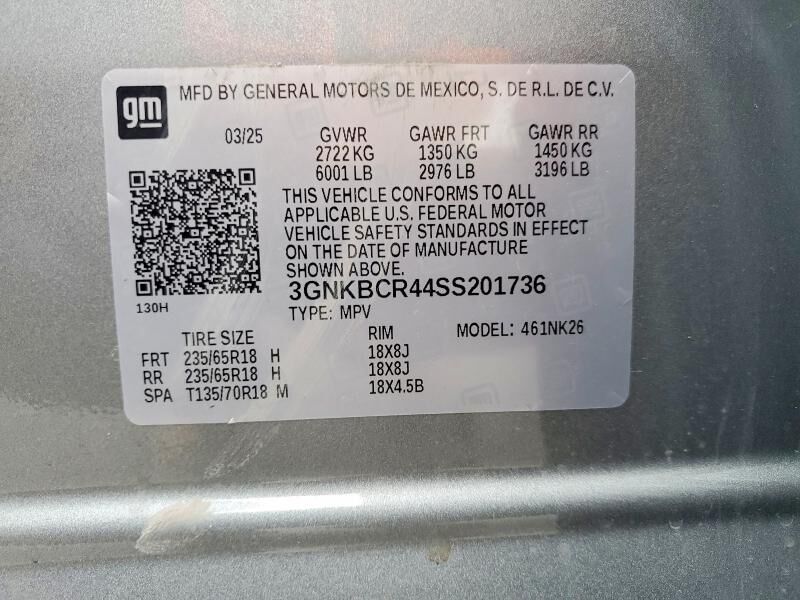 gm
MFD BY GENERAL MOTORS DE MEXICO, S. DE R.L. DE C.V.
03/25 GVWR GAWR FRT GAWR RR
2722 KG 1350 KG 1450 KG
6001 LB 2976 LB 3196 LB
THIS VEHICLE CONFORMS TO ALL
APPLICABLE U.S. FEDERAL MOTOR
VEHICLE SAFETY STANDARDS IN EFFECT
ON THE DATE OF MANUFACTURE
SHOWN ABOVE.
3GNKBCR44SS201736
130H
TYPE: MPV
TIRE SIZE RIM MODEL: 461NK26
FRT 235/65R18 H 18X8J
RR 235/65R18 H 18X8J
SPA T135/70R18 M 18X4.5B